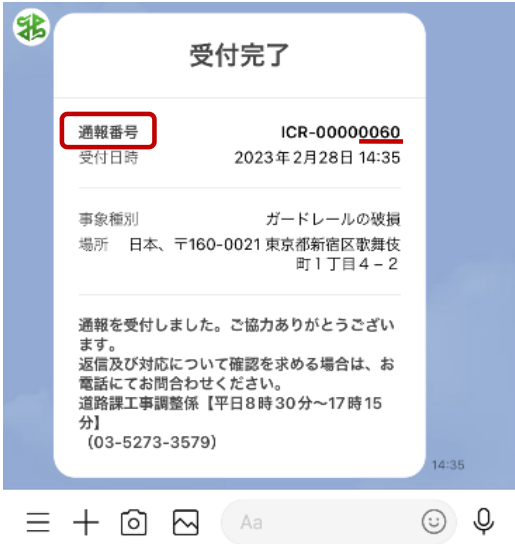 受付完了
通報番号 ICR-00000060
受付日時 2023年2月28日 14:35
事象種別 ガードレールの破損
場所 日本、〒160-0021 東京都新宿区歌舞伎
町1丁目4－2
通報を受付しました。ご協力ありがとうござい
ます。
返信及び対応について確認を求める場合は、お
電話にてお問合わせください。
道路課工事調整係【平日8時30分～17時15
分】
（03-5273-3579）
14:35
Aa